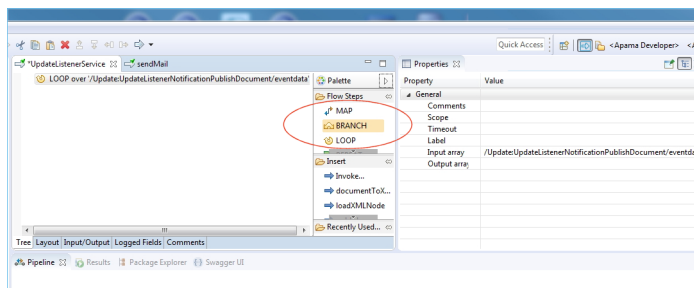 Quick Access
<Apama Developer>
*UpdateListenerService
sendMail
Properties
LOOP over '/Update:UpdateListenerNotificationPublishDocument/eventdata'
Palette
Property Value
Flow Steps
General
MAP
Comments
BRANCH
Scope
Timeout
LOOP
Label
Input array /Update:UpdateListenerNotificationPublishDocument/eventda
Insert
Output array
Invoke...
documentToX...
loadXMLNode
Recently Used...
Tree Layout Input/Output Logged Fields Comments
Pipeline Results Package Explorer Swagger UI